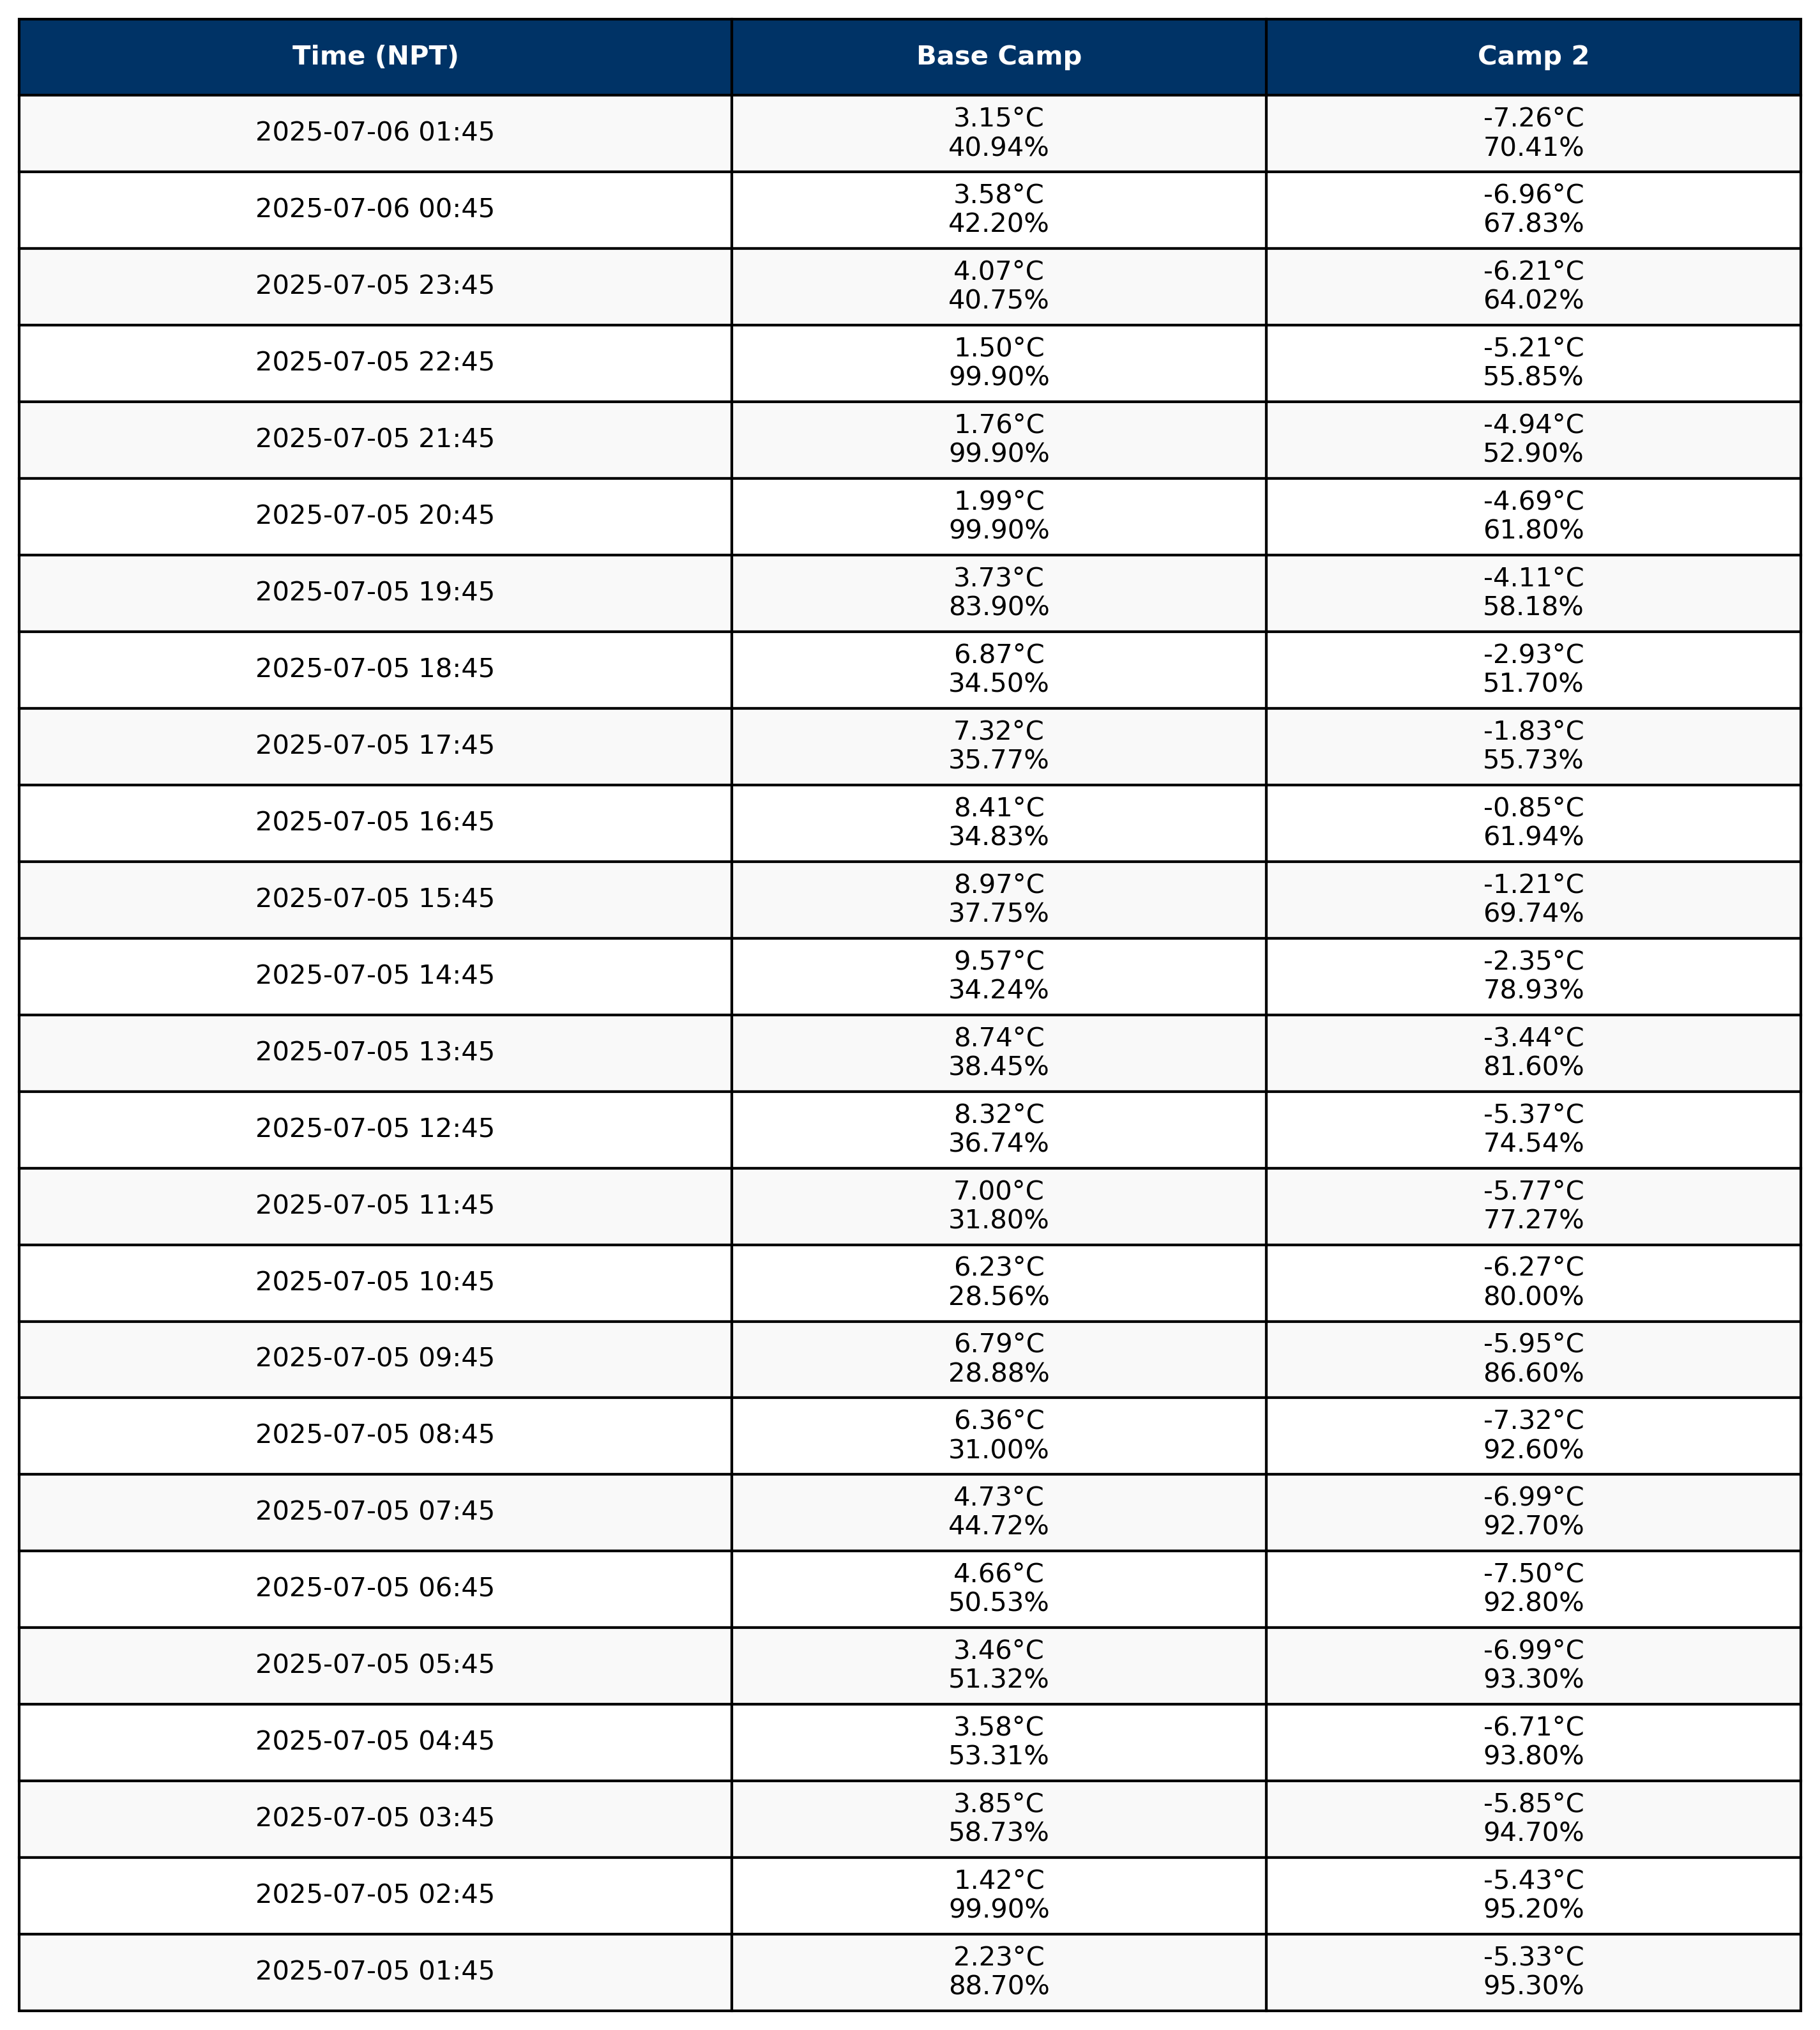 Time (NPT) Base Camp Camp 2
2025-07-06 01:45
3.15°C
40.94%
-7.26°C
70.41%
2025-07-06 00:45
3.58°C
42.20%
-6.96°C
67.83%
2025-07-05 23:45
4.07°C
40.75%
-6.21°C
64.02%
2025-07-05 22:45
1.50°C
99.90%
-5.21°C
55.85%
2025-07-05 21:45
1.76°C
99.90%
-4.94°C
52.90%
2025-07-05 20:45
1.99°C
99.90%
-4.69°C
61.80%
2025-07-05 19:45
3.73°C
83.90%
-4.11°C
58.18%
2025-07-05 18:45
6.87°C
34.50%
-2.93°C
51.70%
2025-07-05 17:45
7.32°C
35.77%
-1.83°C
55.73%
2025-07-05 16:45
8.41°C
34.83%
-0.85°C
61.94%
2025-07-05 15:45
8.97°C
37.75%
-1.21°C
69.74%
2025-07-05 14:45
9.57°C
34.24%
-2.35°C
78.93%
2025-07-05 13:45
8.74°C
38.45%
-3.44°C
81.60%
2025-07-05 12:45
8.32°C
36.74%
-5.37°C
74.54%
2025-07-05 11:45
7.00°C
31.80%
-5.77°C
77.27%
2025-07-05 10:45
6.23°C
28.56%
-6.27°C
80.00%
2025-07-05 09:45
6.79°C
28.88%
-5.95°C
86.60%
2025-07-05 08:45
6.36°C
31.00%
-7.32°C
92.60%
2025-07-05 07:45
4.73°C
44.72%
-6.99°C
92.70%
2025-07-05 06:45
4.66°C
50.53%
-7.50°C
92.80%
2025-07-05 05:45
3.46°C
51.32%
-6.99°C
93.30%
2025-07-05 04:45
3.58°C
53.31%
-6.71°C
93.80%
2025-07-05 03:45
3.85°C
58.73%
-5.85°C
94.70%
2025-07-05 02:45
1.42°C
99.90%
-5.43°C
95.20%
2025-07-05 01:45
2.23°C
88.70%
-5.33°C
95.30%